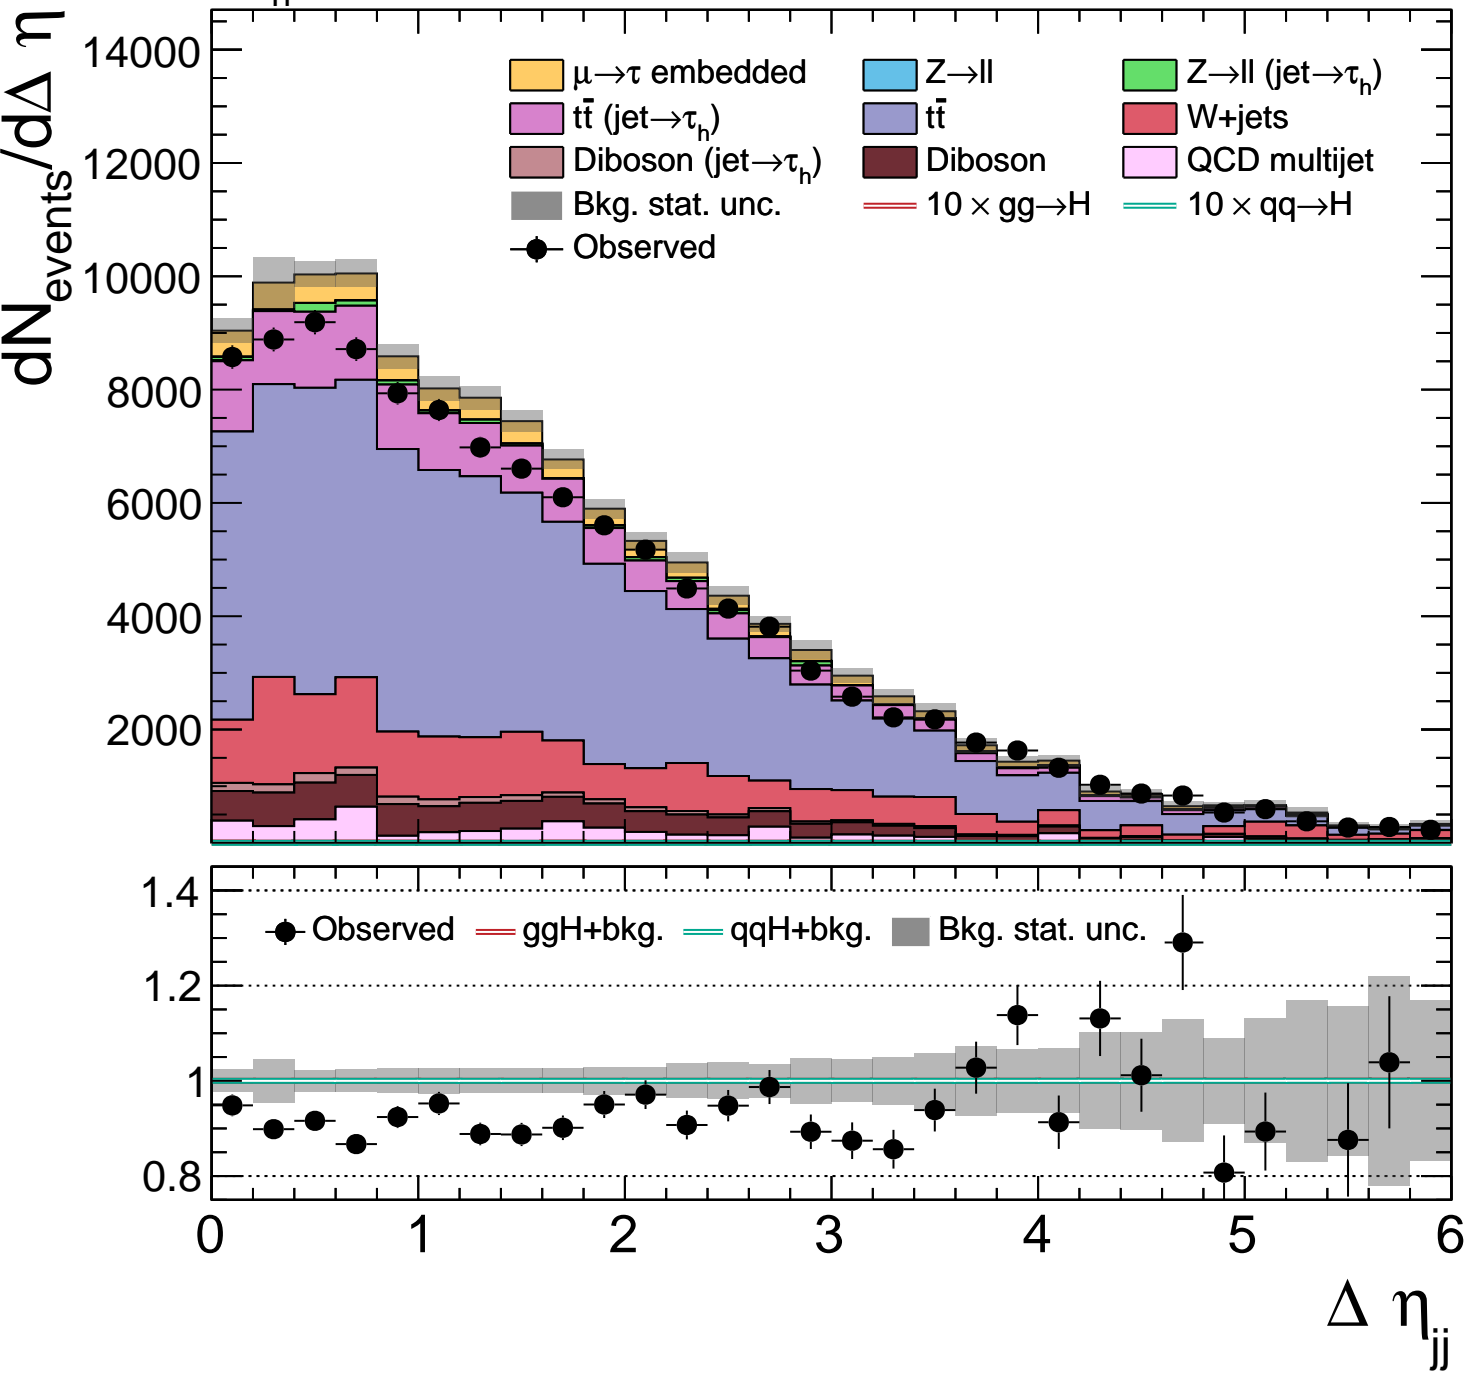 dN_events/dΔ η
14000
12000
10000
8000
6000
4000
2000
μ→τ embedded
Z→ll
Z→ll (jet→τ_h)
tt̄ (jet→τ_h)
tt̄
W+jets
Diboson (jet→τ_h)
Diboson
QCD multijet
Bkg. stat. unc.
10 × gg→H
10 × qq→H
Observed
1.4
1.2
1
0.8
Observed
ggH+bkg.
qqH+bkg.
Bkg. stat. unc.
0 1 2 3 4 5 6
Δ η_jj